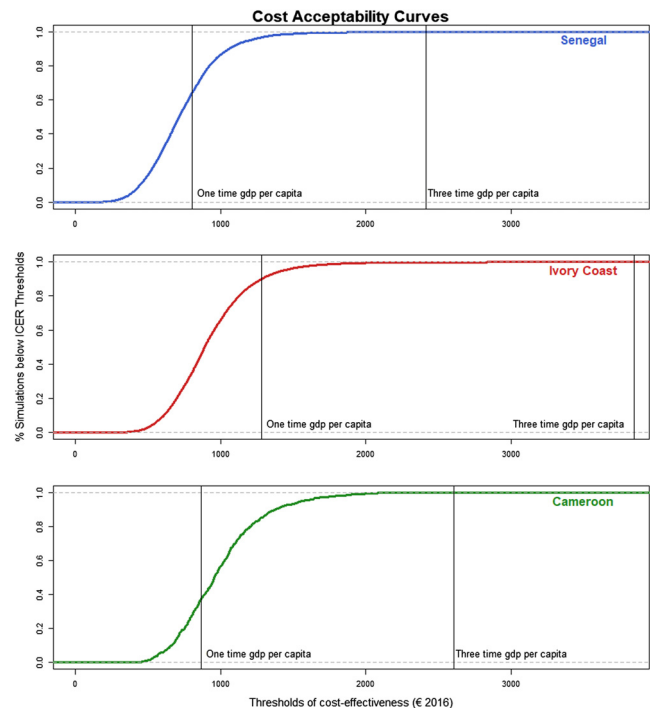 Cost Acceptability Curves
Senegal
1.0
0.8
0.6
0.4
0.2
0.0
One time gdp per capita
Three time gdp per capita
0
1000
2000
3000
% Simulations below ICER Thresholds
Ivory Coast
1.0
0.8
0.6
0.4
0.2
0.0
One time gdp per capita
Three time gdp per capita
0
1000
2000
3000
Cameroon
1.0
0.8
0.6
0.4
0.2
0.0
One time gdp per capita
Three time gdp per capita
0
1000
2000
3000
Thresholds of cost-effectiveness (€ 2016)